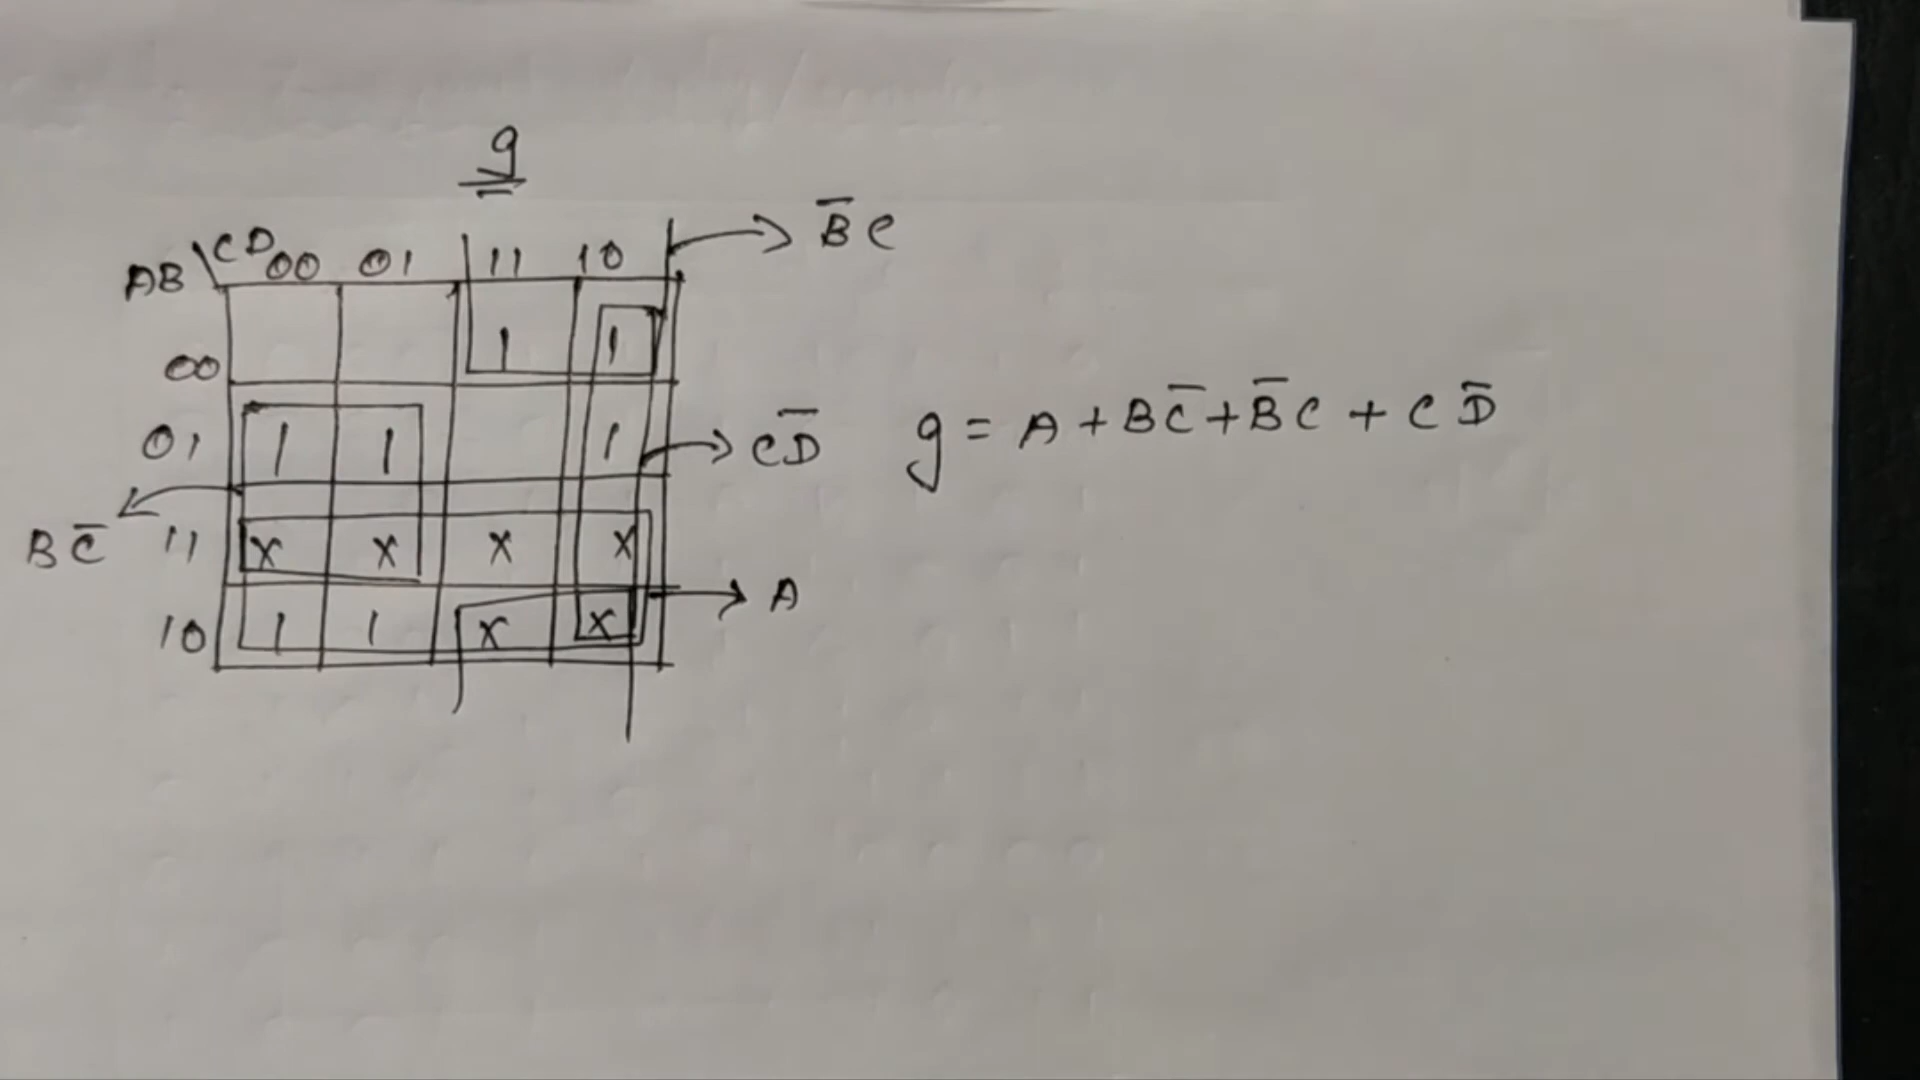 g
AB \ CD 00 01 11 10 → B̅C
00 1 1
01 1 1 1 → CD̅ g = A + BC̅ + B̅C + CD̅
BC̅ 11 X X X X
10 1 1 X X → A